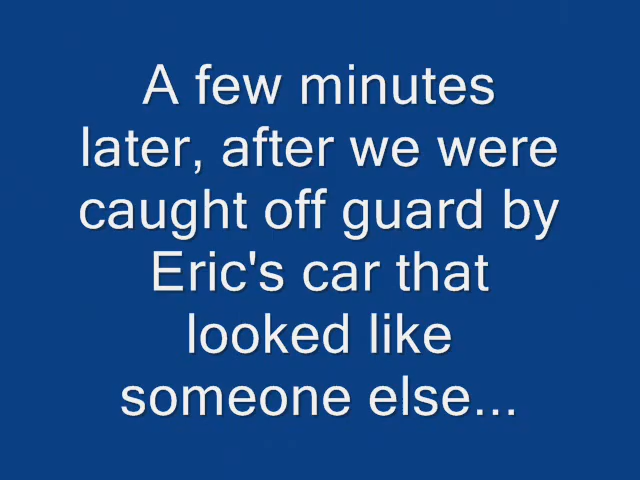 A few minutes
later, after we were
caught off guard by
Eric's car that
looked like
someone else...